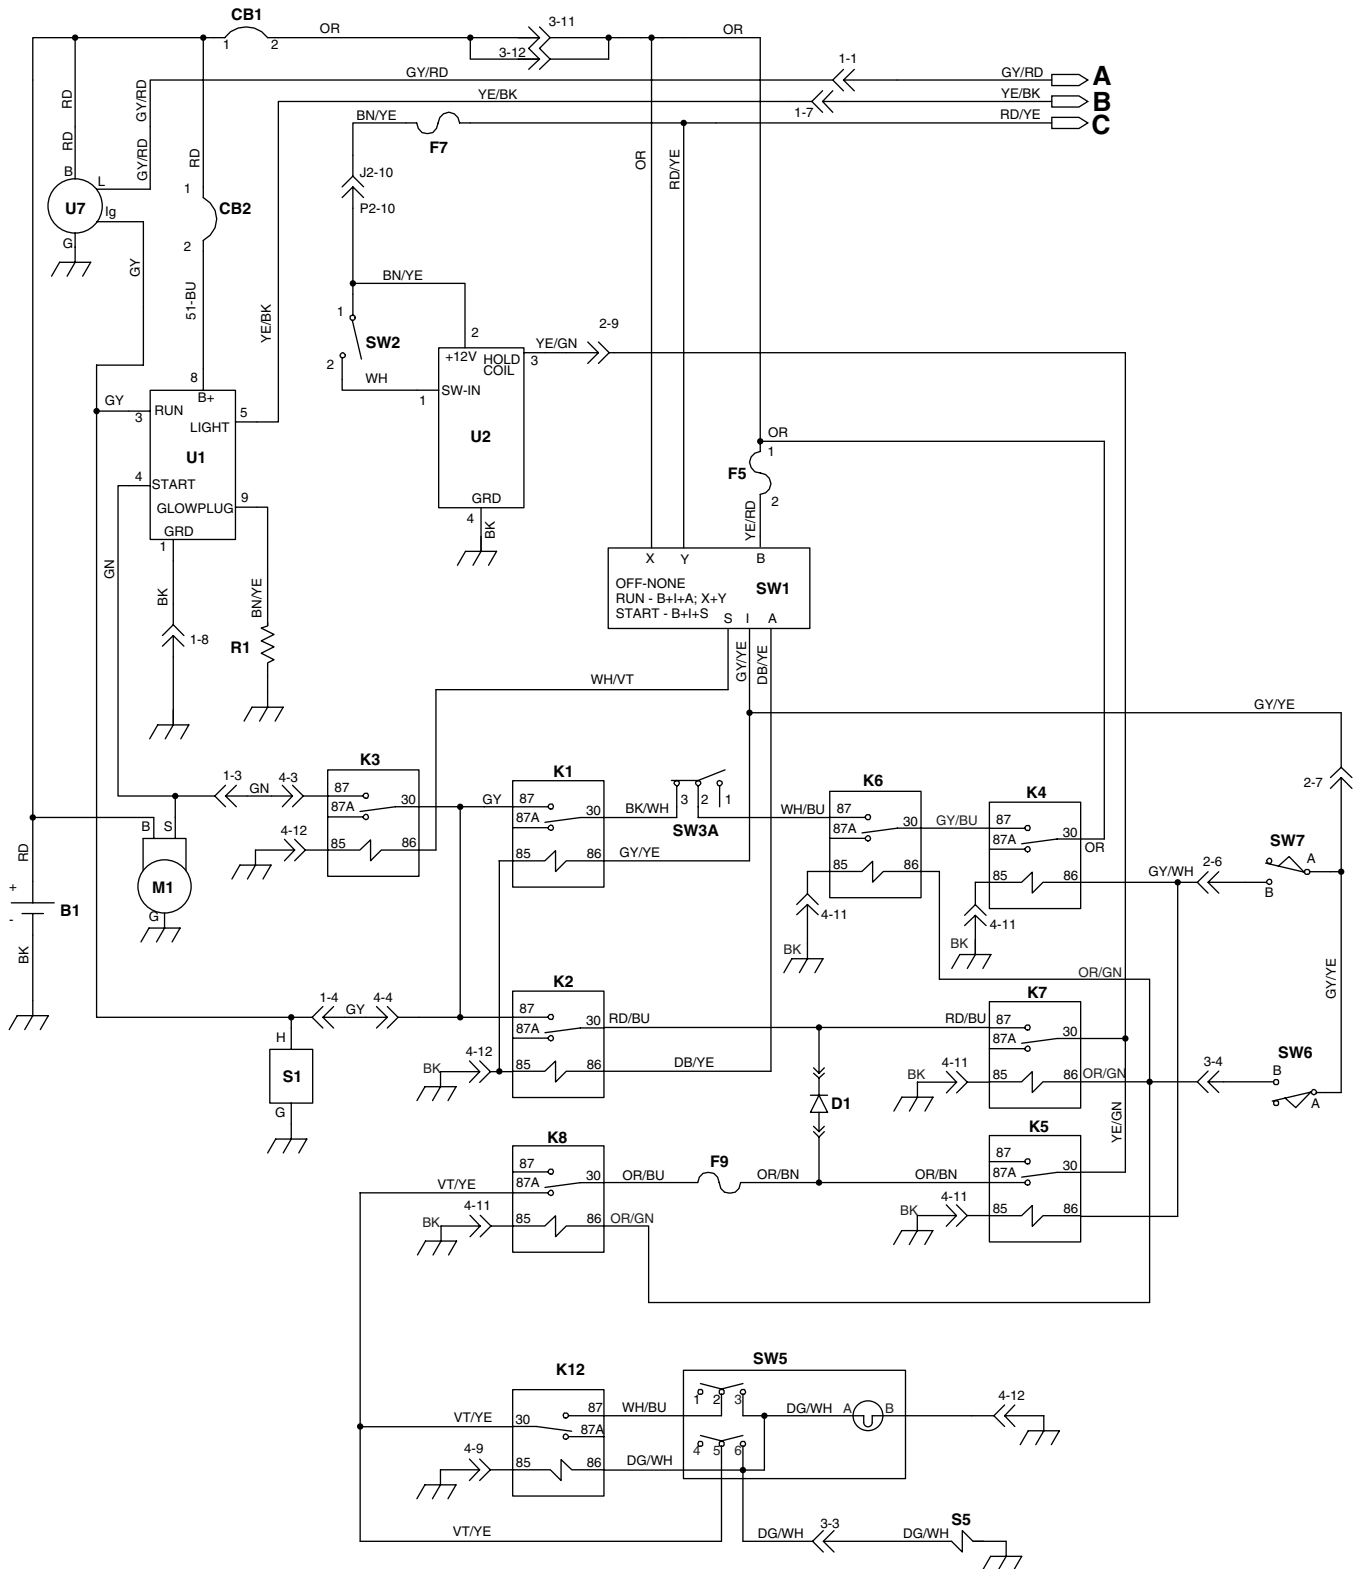 CB1
1 2 OR
3-11
OR
3-12
GY/RD
1-1
GY/RD
A
YE/BK
1-7
YE/BK
B
BN/YE
F7
RD/YE
C
RD
RD
GY/RD
GY/RD
RD
OR
RD/YE
B
L
U7
Ig
G
1
CB2
2
J2-10
P2-10
GY
51-BU
YE/BK
BN/YE
1
SW2
2
WH
2
+12V HOLD COIL
3
YE/GN
2-9
SW-IN
1
U2
GRD
4
BK
8
B+
GY
3
RUN
5
LIGHT
U1
4
START
9
GLOWPLUG
GRD
1
GN
BK
BN/YE
1-8
R1
OR
1
F5
2
YE/RD
X Y B
OFF-NONE
SW1
RUN - B+I+A; X+Y
START - B+I+S
S I A
GY/YE
DB/YE
WH/VT
GY/YE
2-7
K3
1-3
GN
4-3
87
87A
30
4-12
85
86
K1
GY
87
87A
30
BK/WH
85
86
GY/YE
3 2 1
SW3A
WH/BU
K6
87
87A
30
GY/BU
85
86
4-11
BK
K4
87
87A
30
OR
85
86
4-11
BK
GY/WH
2-6
SW7
A
B
B S
M1
G
RD
+
B1
-
BK
OR/GN
GY/YE
1-4
GY
4-4
K2
87
87A
30
RD/BU
BK
4-12
85
86
DB/YE
RD/BU
K7
87
87A
30
BK
4-11
85
86
OR/GN
3-4
SW6
B
A
H
S1
G
D1
YE/GN
K8
87
87A
30
OR/BU
F9
OR/BN
OR/BN
K5
87
87A
30
VT/YE
BK
4-11
85
86
OR/GN
BK
4-11
85
86
K12
VT/YE
30
87
87A
WH/BU
4-9
85
86
DG/WH
VT/YE
SW5
1 2 3
4 5 6
DG/WH
A B
4-12
DG/WH
3-3
DG/WH
S5